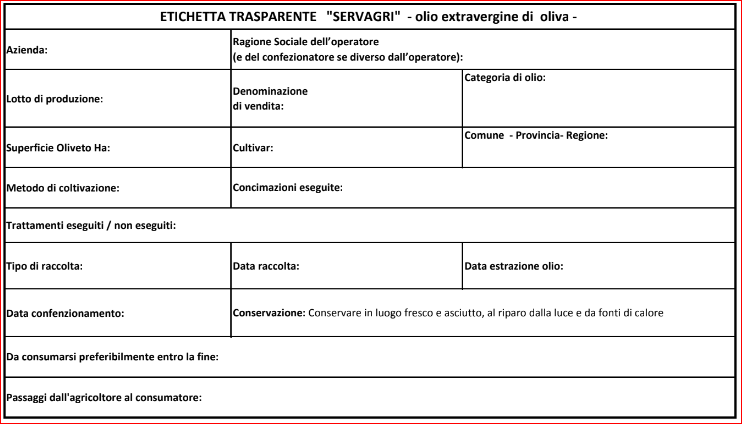 ETICHETTA TRASPARENTE "SERVAGRI" - olio extravergine di oliva -
Azienda:
Ragione Sociale dell'operatore
(e del confezionatore se diverso dall'operatore):
Lotto di produzione:
Denominazione
di vendita:
Categoria di olio:
Superficie Oliveto Ha:
Cultivar:
Comune - Provincia- Regione:
Metodo di coltivazione:
Concimazioni eseguite:
Trattamenti eseguiti / non eseguiti:
Tipo di raccolta:
Data raccolta:
Data estrazione olio:
Data confenzionamento:
Conservazione: Conservare in luogo fresco e asciutto, al riparo dalla luce e da fonti di calore
Da consumarsi preferibilmente entro la fine:
Passaggi dall'agricoltore al consumatore: